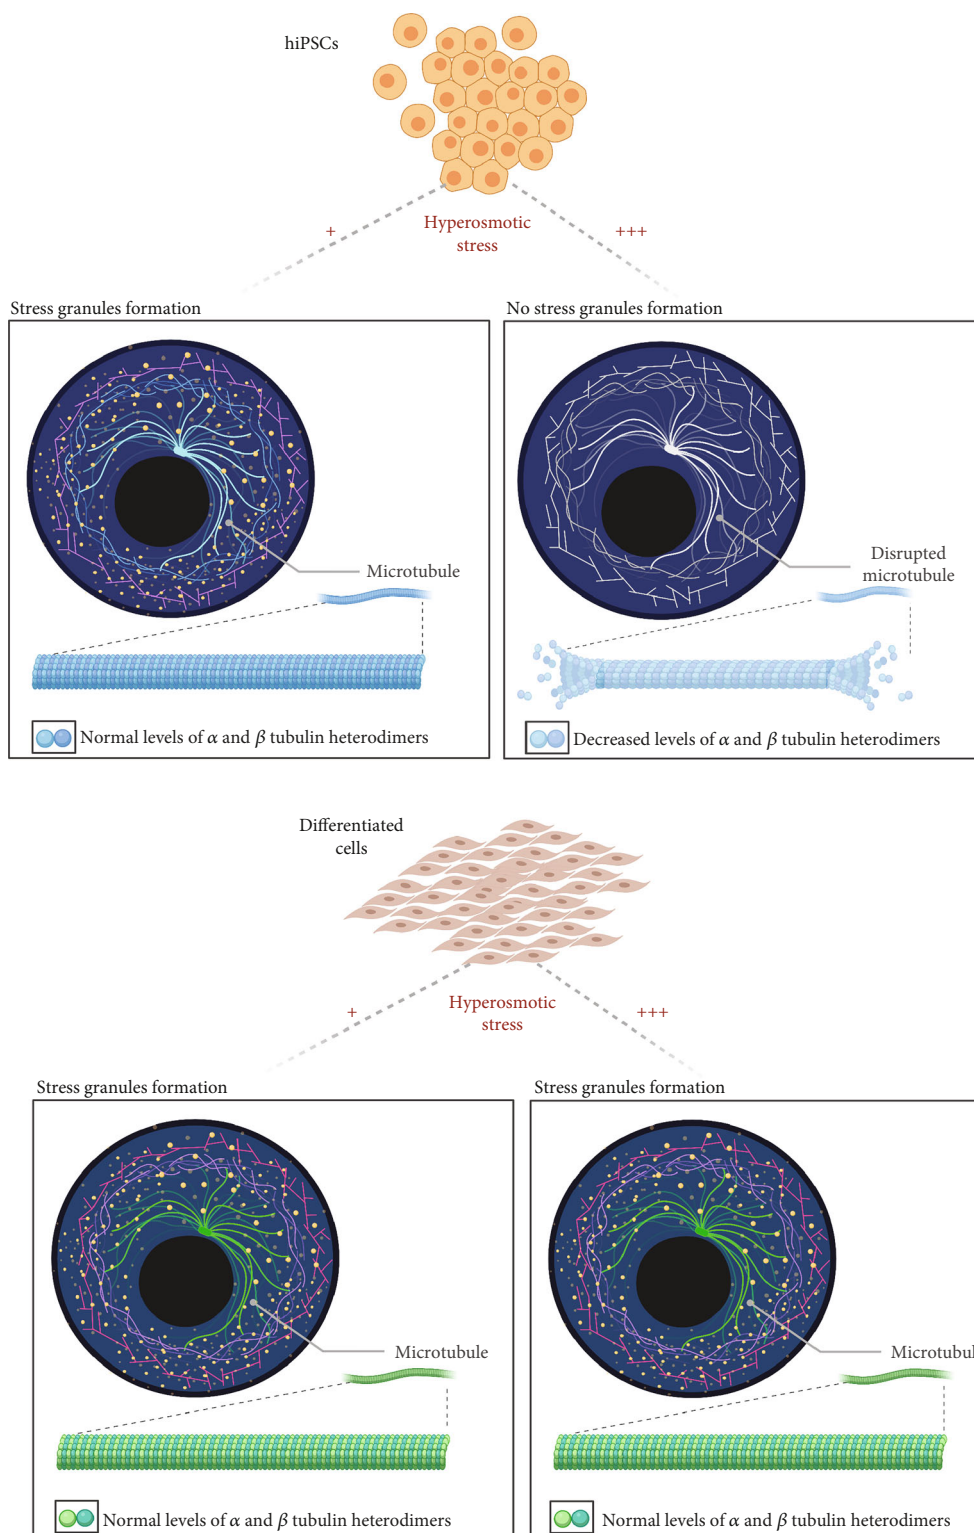 hiPSCs
+
Hyperosmotic
stress
+++
Stress granules formation
No stress granules formation
Microtubule
Disrupted
microtubule
Normal levels of α and β tubulin heterodimers
Decreased levels of α and β tubulin heterodimers
Differentiated
cells
+
Hyperosmotic
stress
+++
Stress granules formation
Stress granules formation
Microtubule
Microtubul
Normal levels of α and β tubulin heterodimers
Normal levels of α and β tubulin heterodimers